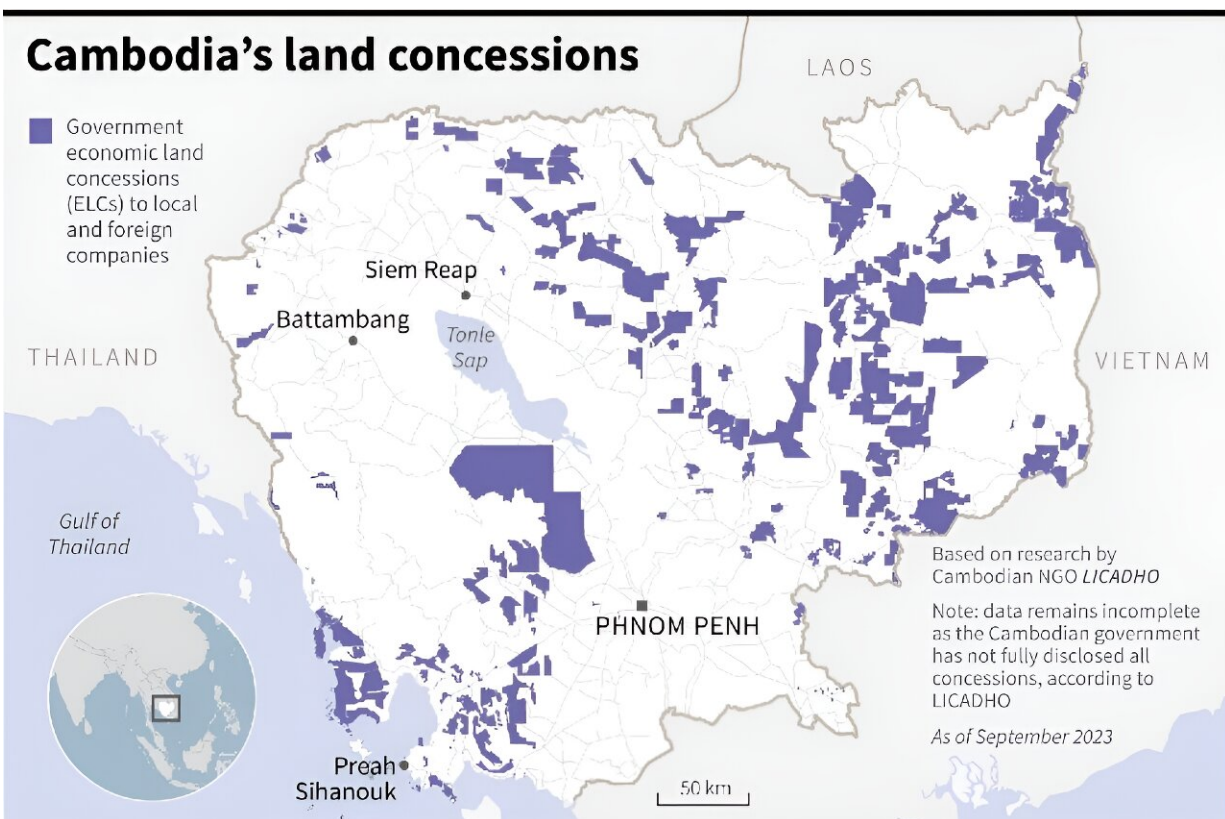 Cambodia's land concessions
Government
economic land
concessions
(ELCs) to local
and foreign
companies
LAOS
Siem Reap
Battambang
Tonle
Sap
THAILAND
VIETNAM
Gulf of
Thailand
PHNOM PENH
Preah
Sihanouk
50 km
Based on research by
Cambodian NGO LICADHO
Note: data remains incomplete
as the Cambodian government
has not fully disclosed all
concessions, according to
LICADHO
As of September 2023